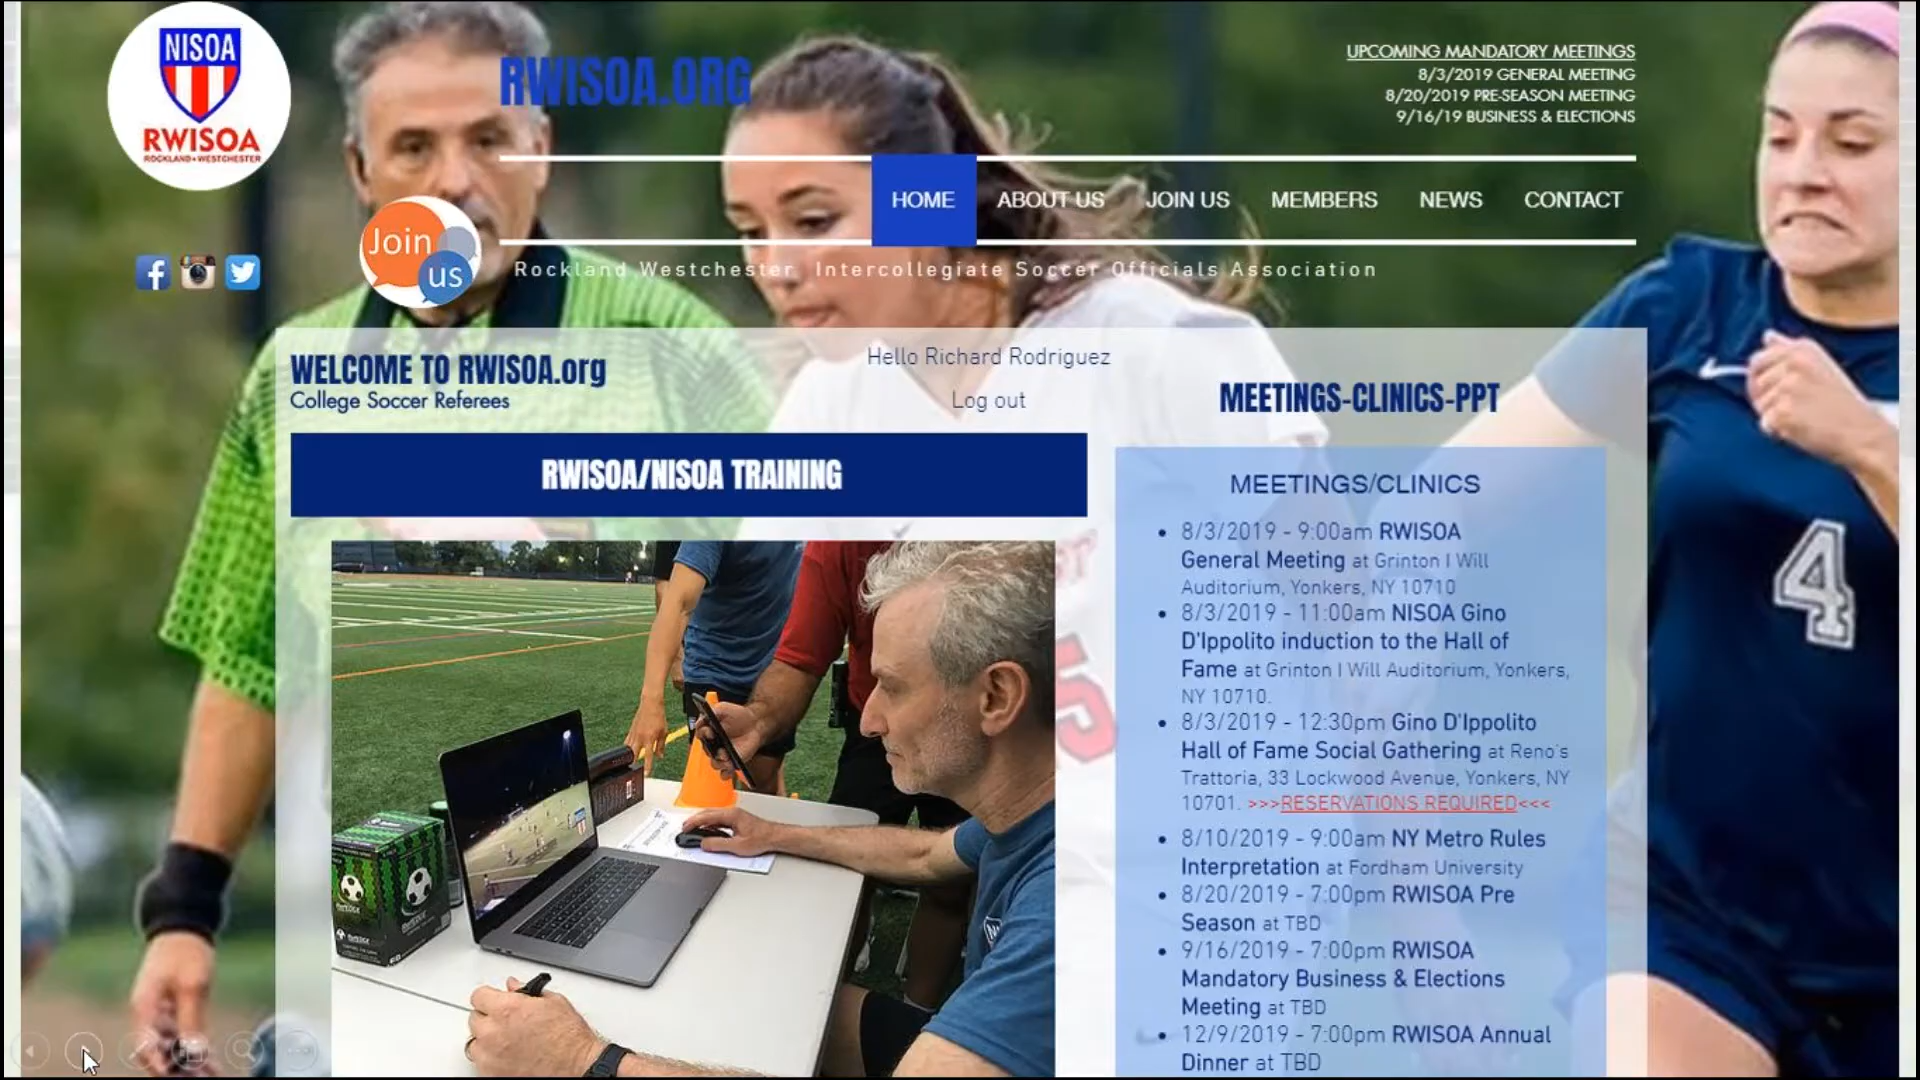 NISOA
RWISOA
ROCKLAND•WESTCHESTER
RWISOA.ORG
UPCOMING MANDATORY MEETINGS
8/3/2019 GENERAL MEETING
8/20/2019 PRE-SEASON MEETING
9/16/19 BUSINESS & ELECTIONS
HOME ABOUT US JOIN US MEMBERS NEWS CONTACT
Join
us
Rockland Westchester Intercollegiate Soccer Officials Association
WELCOME TO RWISOA.org
College Soccer Referees
Hello Richard Rodriguez
Log out
RWISOA/NISOA TRAINING
MEETINGS-CLINICS-PPT
MEETINGS/CLINICS
• 8/3/2019 - 9:00am RWISOA
General Meeting at Grinton I Will
Auditorium, Yonkers, NY 10710
• 8/3/2019 - 11:00am NISOA Gino
D'Ippolito induction to the Hall of
Fame at Grinton I Will Auditorium, Yonkers,
NY 10710.
• 8/3/2019 - 12:30pm Gino D'Ippolito
Hall of Fame Social Gathering at Reno's
Trattoria, 33 Lockwood Avenue, Yonkers, NY
10701. >>>RESERVATIONS REQUIRED<<<
• 8/10/2019 - 9:00am NY Metro Rules
Interpretation at Fordham University
• 8/20/2019 - 7:00pm RWISOA Pre
Season at TBD
• 9/16/2019 - 7:00pm RWISOA
Mandatory Business & Elections
Meeting at TBD
• 12/9/2019 - 7:00pm RWISOA Annual
Dinner at TBD
4
5